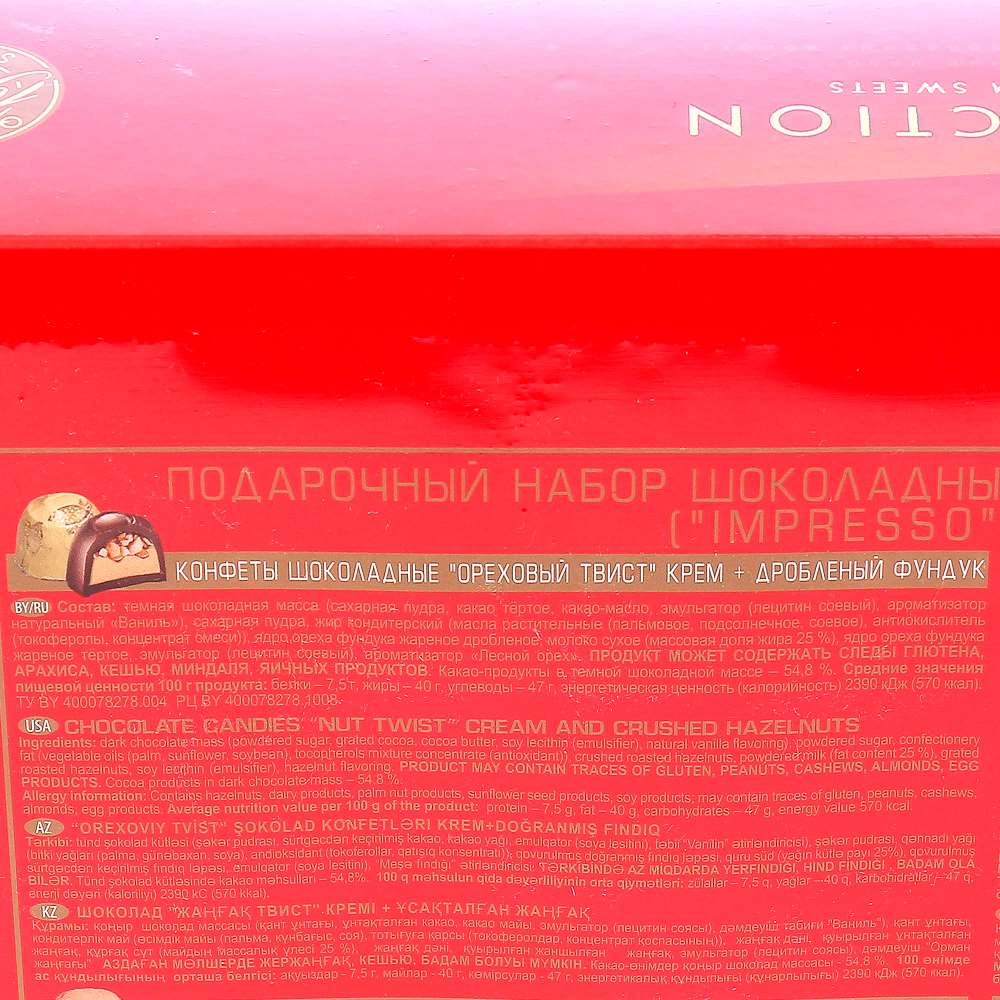 SWEETS
CTION
ПОДАРОЧНЫЙ НАБОР ШОКОЛАДНЫ
("IMPRESSO"
КОНФЕТЫ ШОКОЛАДНЫЕ "ОРЕХОВЫЙ ТВИСТ" КРЕМ + ДРОБЛЕНЫЙ ФУНДУК
BY/RU Состав: темная шоколадная масса (сахарная пудра, какао тёртое, какао-масло, эмульгатор (лецитин соевый), ароматизатор
натуральный «Ваниль»), сахарная пудра, жир кондитерский (масла растительные (пальмовое, подсолнечное, соевое), антиокислитель
(токоферолы, концентрат смеси)), ядро ореха фундука жареное дробленое, молоко сухое (массовая доля жира 25 %), ядро ореха фундука
жареное тёртое, эмульгатор (лецитин соевый), ароматизатор «Лесной орех». ПРОДУКТ МОЖЕТ СОДЕРЖАТЬ СЛЕДЫ ГЛЮТЕНА,
АРАХИСА, КЕШЬЮ, МИНДАЛЯ, ЯИЧНЫХ ПРОДУКТОВ. Какао-продукты в темной шоколадной массе – 54,8 %. Средние значения
пищевой ценности 100 г продукта: белки – 7,5 г, жиры – 40 г, углеводы – 47 г, энергетическая ценность (калорийность) 2390 кДж (570 ккал).
ТУ BY 400078278.004 РЦ BY 400078278.1008
USA CHOCOLATE CANDIES "NUT TWIST" CREAM AND CRUSHED HAZELNUTS
Ingredients: dark chocolate mass (powdered sugar, grated cocoa, cocoa butter, soy lecithin (emulsifier), natural vanilla flavoring), powdered sugar, confectionery
fat (vegetable oils (palm, sunflower, soybean), tocopherols mixture concentrate (antioxidant)), crushed roasted hazelnuts, powdered milk (fat content 25 %), grated
roasted hazelnuts, soy lecithin (emulsifier), hazelnut flavoring. PRODUCT MAY CONTAIN TRACES OF GLUTEN, PEANUTS, CASHEWS, ALMONDS, EGG
PRODUCTS. Cocoa products in dark chocolate mass – 54,8 %.
Allergy information: Contains hazelnuts, dairy products, palm nut products, sunflower seed products, soy products; may contain traces of gluten, peanuts, cashews,
almonds, egg products. Average nutrition value per 100 g of the product: protein – 7,5 g, fat – 40 g, carbohydrates – 47 g, energy value 570 kcal.
AZ "OREXOVIY TVİST" ŞOKOLAD KONFETLƏRİ KREM+DOĞRANMIŞ FINDIQ
Tərkibi: tünd şokolad kütləsi (şəkər pudrası, sürtgəcdən keçirilmiş kakao, kakao yağı, emulqator (soya lesitini), təbii "Vanilin" ətirləndiricisi), şəkər pudrası, qənnadi yağı
(bitki yağları (palma, günəbaxan, soya), antioksidant (tokoferollar, qatışıq konsentratı)), qovurulmuş doğranmış fındıq ləpəsi, quru süd (yağın kütlə payı 25%), qovurulmuş
sürtgəcdən keçirilmiş fındıq ləpəsi, emulqator (soya lesitini), "Meşə fındığı" ətirləndiricisi. TƏRKİBİNDƏ AZ MİQDARDA YERFINDIĞI, HİND FINDIĞI , BADAM OLA
BİLƏR. Tünd şokolad kütləsində kakao məhsulları – 54,8%. 100 q məhsulun qida dəyərliliyinin orta qiymətləri: zülallar – 7,5 q, yağlar – 40 q, karbohidratlar – 47 q,
enerji dəyəri (kaloriliyi) 2390 kC (570 kkal).
KZ ШОКОЛАД "ЖАҢҒАҚ ТВИСТ" КРЕМІ + ҰСАҚТАЛҒАН ЖАҢҒАҚ
Құрамы: қоңыр шоколад массасы (қант ұнтағы, ұнтақталған какао, какао майы, эмульгатор (лецитин соясы), дәмдеуіш табиғи "Ваниль"), қант ұнтағы,
кондитерлік май (өсімдік майы (пальма, күнбағыс, соя), тотығуға қарсы (токоферолдар, концентрат қоспасының)), жаңғақ дәні, қуырылған ұнтақталған
жаңғақ, құрғақ сүт (майдың массалық үлесі 25 %), жаңғақ дәні, қуырылған жаншылған жаңғақ, эмульгатор (лецитин соясы), дәмдеуіш "Орман
жаңғағы". АЗДАҒАН МӨЛШЕРДЕ ЖЕРЖАҢҒАҚ, КЕШЬЮ, БАДАМ БОЛУЫ МҮМКІН. Какао-өнімдер қоңыр шоколад массасы - 54,8 %. 100 өнімде
ас құндылығының орташа белгісі: ақуыздар - 7,5 г, майлар - 40 г, көмірсулар - 47 г, энергетикалық құндылығы (құнарлылығы) 2390 кДж (570 ккал).